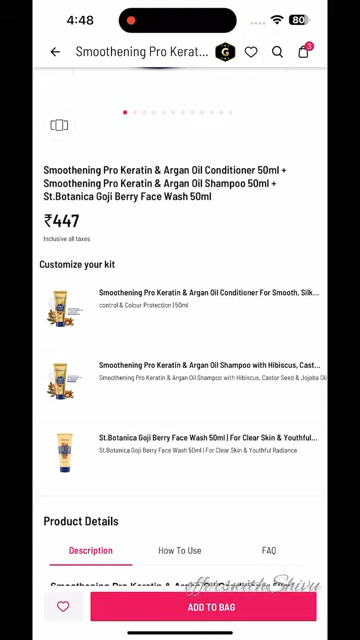 4:48
80
Smoothening Pro Kerat...
G
3
Smoothening Pro Keratin & Argan Oil Conditioner 50ml +
Smoothening Pro Keratin & Argan Oil Shampoo 50ml +
St.Botanica Goji Berry Face Wash 50ml
₹447
Inclusive all taxes
Customize your kit
Smoothening Pro Keratin & Argan Oil Conditioner For Smooth, Silk...
control & Colour Protection | 50ml
Smoothening Pro Keratin & Argan Oil Shampoo with Hibiscus, Cast...
Smoothening Pro Keratin & Argan Oil Shampoo with Hibiscus, Castor Seed & Jojoba Oil
St.Botanica Goji Berry Face Wash 50ml | For Clear Skin & Youthful...
St.Botanica Goji Berry Face Wash 50ml | For Clear Skin & Youthful Radiance
Product Details
Description How To Use FAQ
offerswithShivu
ADD TO BAG